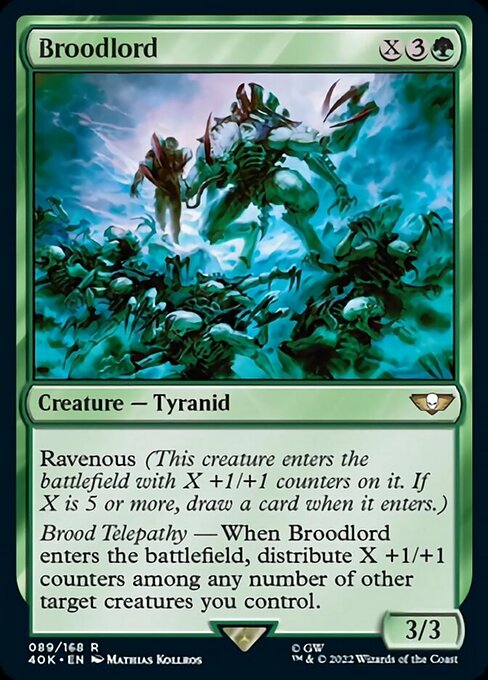 Broodlord X3
Creature — Tyranid
Ravenous (This creature enters the
battlefield with X +1/+1 counters on it. If
X is 5 or more, draw a card when it enters.)
Brood Telepathy — When Broodlord
enters the battlefield, distribute X +1/+1
counters among any number of other
target creatures you control.
3/3
089/168 R
40K • EN Mathias Kollros
© GW
™ & © 2022 Wizards of the Coast